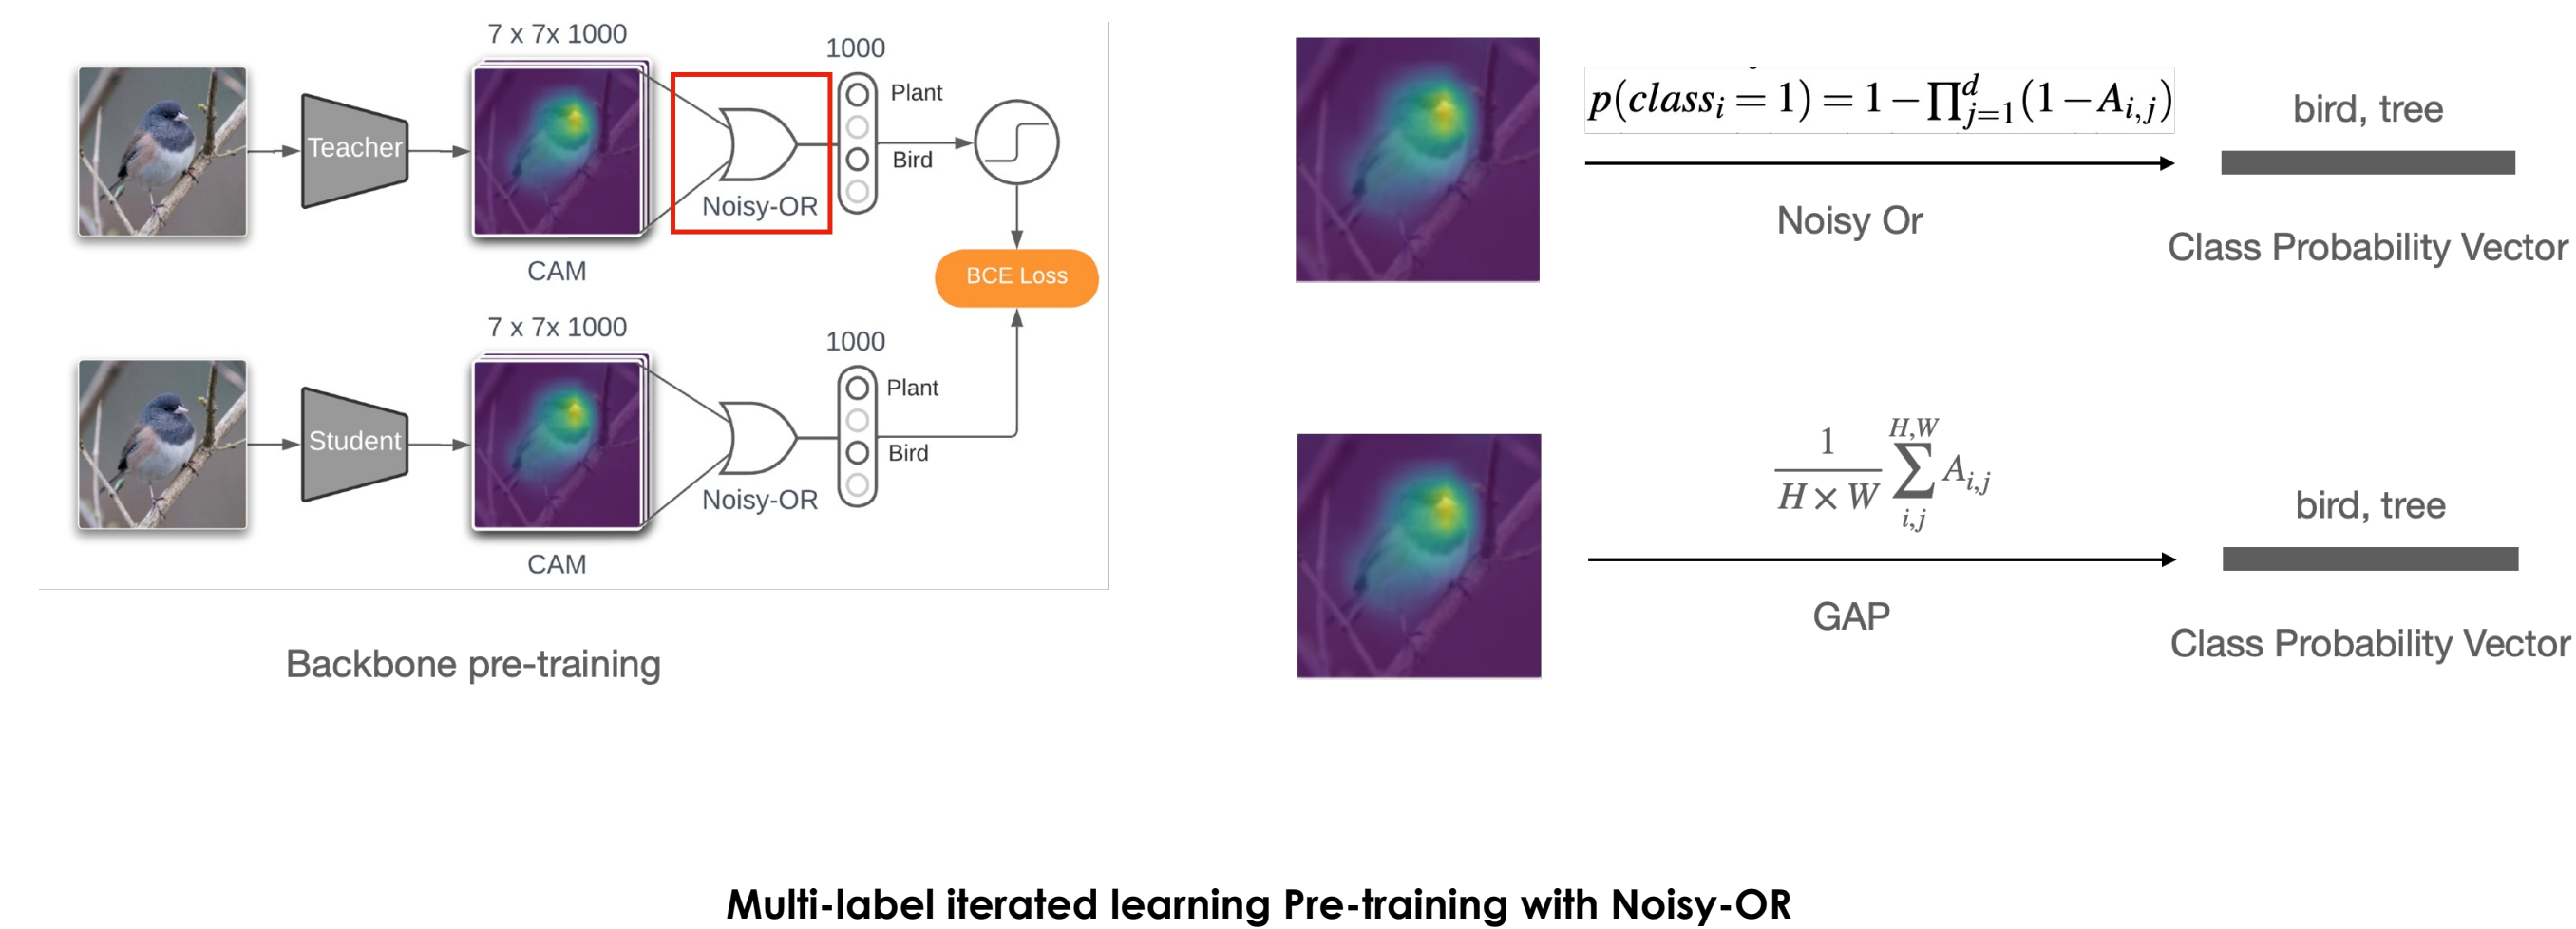 7 x 7x 1000
1000
Plant
Teacher
Bird
Noisy-OR
CAM
BCE Loss
7 x 7x 1000
1000
Plant
Student
Bird
Noisy-OR
CAM
Backbone pre-training
p(class_i = 1) = 1 − ∏_{j=1}^{d}(1 − A_{i,j})
Noisy Or
bird, tree
Class Probability Vector
\frac{1}{H × W} \sum_{i,j}^{H,W} A_{i,j}
GAP
bird, tree
Class Probability Vector
Multi-label iterated learning Pre-training with Noisy-OR